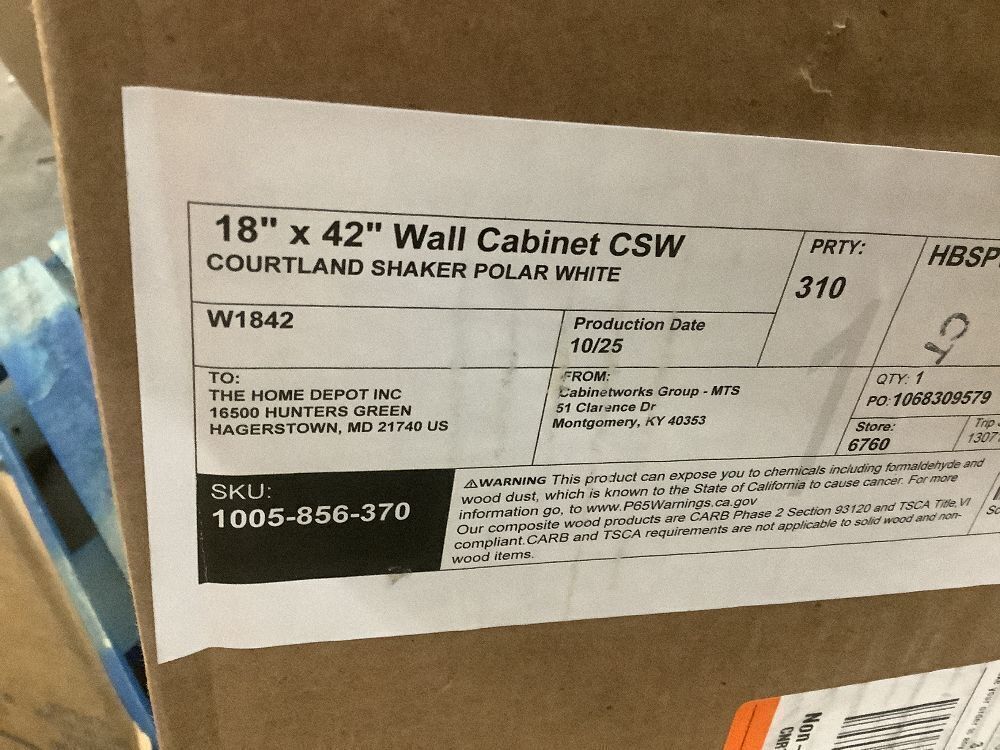 18" x 42" Wall Cabinet CSW
COURTLAND SHAKER POLAR WHITE
PRTY:
310
W1842
Production Date
10/25
CT
TO:
THE HOME DEPOT INC
16500 HUNTERS GREEN
HAGERSTOWN, MD 21740 US
FROM:
Cabinetworks Group - MTS
51 Clarence Dr
Montgomery, KY 40353
QTY: 1
PO: 1068309579
Store:
6760
Trip
SKU:
1005-856-370
⚠WARNING This product can expose you to chemicals including formaldehyde and
wood dust, which is known to the State of California to cause cancer. For more
information go, to www.P65Warnings.ca.gov
Our composite wood products are CARB Phase 2 Section 93120 and TSCA Title, VI
compliant.CARB and TSCA requirements are not applicable to solid wood and non-
wood items.